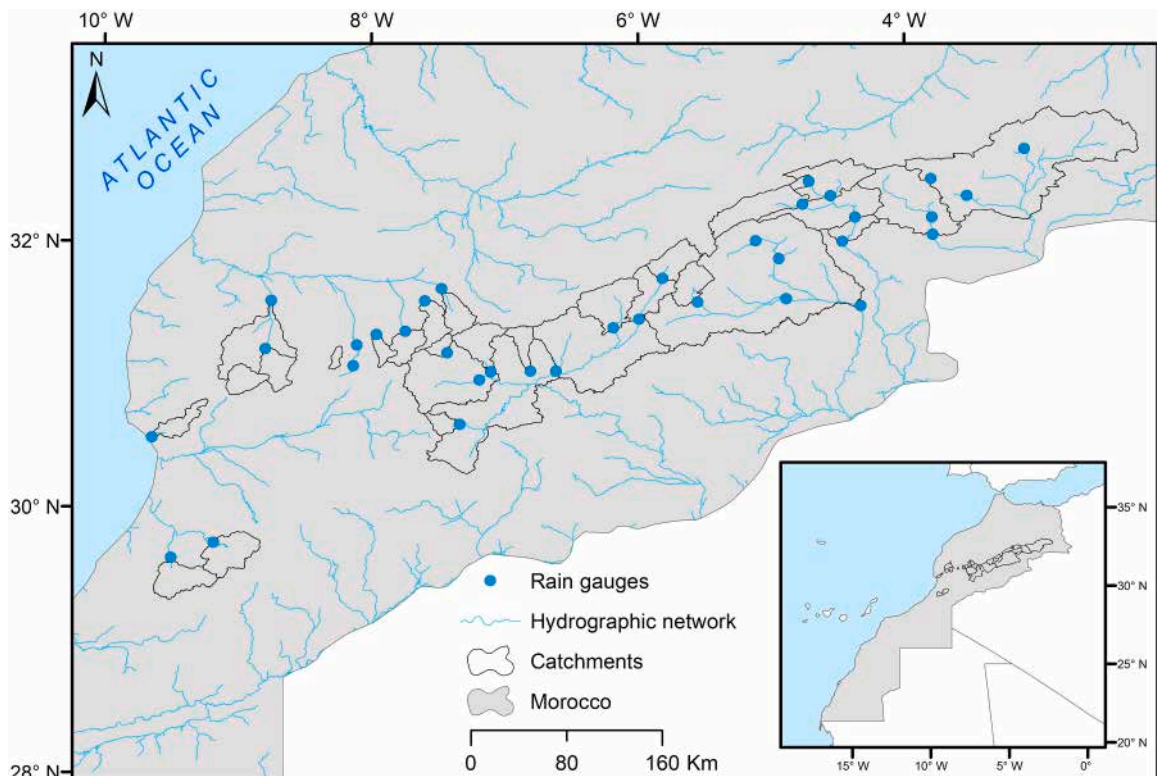 10° W
8° W
6° W
4° W
N
ATLANTIC
OCEAN
32° N
30° N
28° N
Rain gauges
Hydrographic network
Catchments
Morocco
0
80
160 Km
35° N
30° N
25° N
20° N
15° W
10° W
5° W
0°